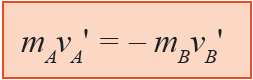 m_A v_A' = – m_B v_B'